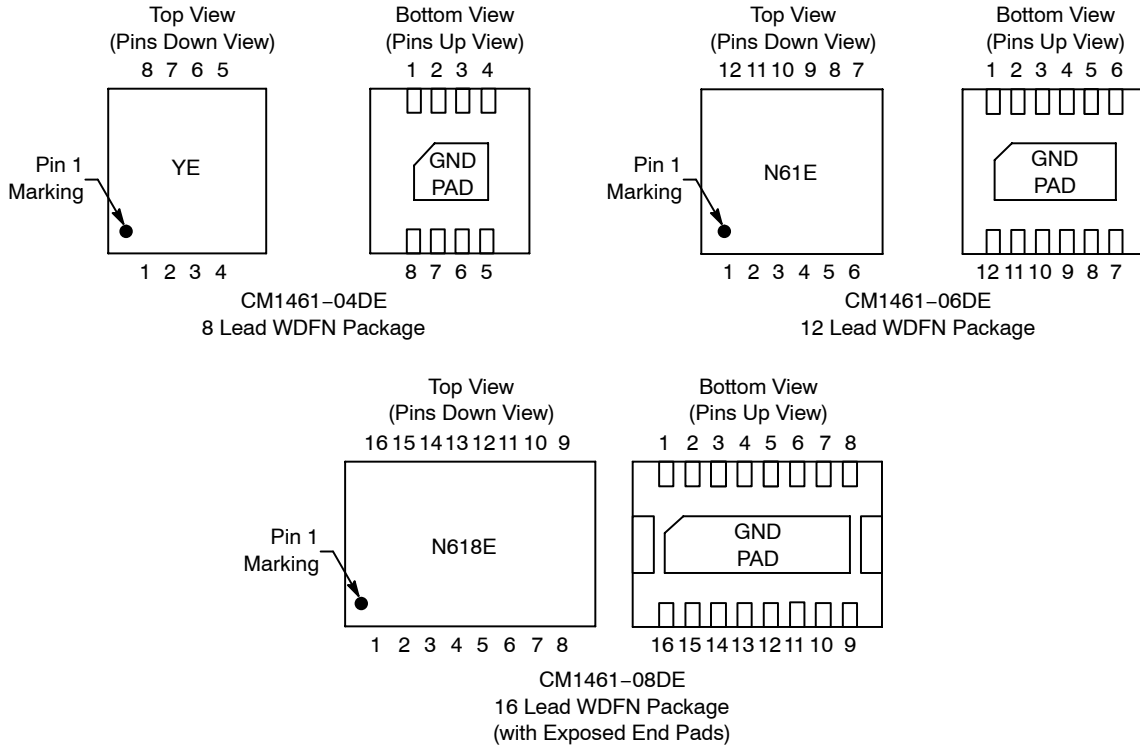 Top View
(Pins Down View)
8 7 6 5
YE
Pin 1
Marking
1 2 3 4
Bottom View
(Pins Up View)
1 2 3 4
GND
PAD
8 7 6 5
CM1461–04DE
8 Lead WDFN Package
Top View
(Pins Down View)
12 11 10 9 8 7
N61E
Pin 1
Marking
1 2 3 4 5 6
Bottom View
(Pins Up View)
1 2 3 4 5 6
GND
PAD
12 11 10 9 8 7
CM1461–06DE
12 Lead WDFN Package
Top View
(Pins Down View)
16 15 14 13 12 11 10 9
N618E
Pin 1
Marking
1 2 3 4 5 6 7 8
Bottom View
(Pins Up View)
1 2 3 4 5 6 7 8
GND
PAD
16 15 14 13 12 11 10 9
CM1461–08DE
16 Lead WDFN Package
(with Exposed End Pads)